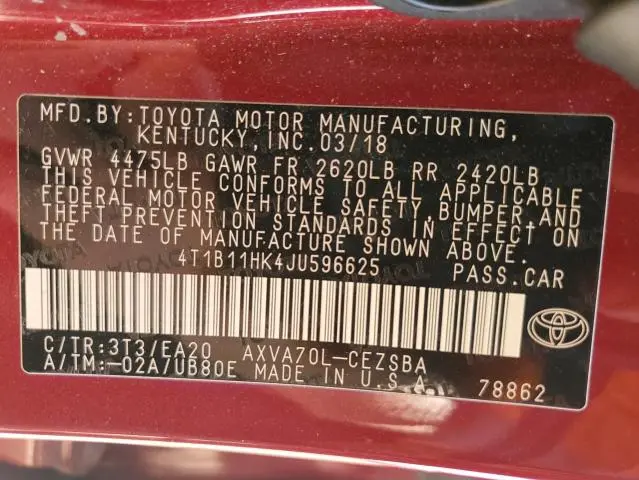 MFD.BY:TOYOTA MOTOR MANUFACTURING,
KENTUCKY,INC.03/18
GVWR 4475LB GAWR FR 2620LB RR 2420LB
THIS VEHICLE CONFORMS TO ALL APPLICABLE
FEDERAL MOTOR VEHICLE SAFETY,BUMPER,AND
THEFT PREVENTION STANDARDS IN EFFECT ON
THE DATE OF MANUFACTURE SHOWN ABOVE.
4T1B11HK4JU596625 PASS.CAR
C/TR:3T3/EA20 AXVA70L-CEZSBA
A/TM:-02A/UB80E MADE IN U.S.A. 78862